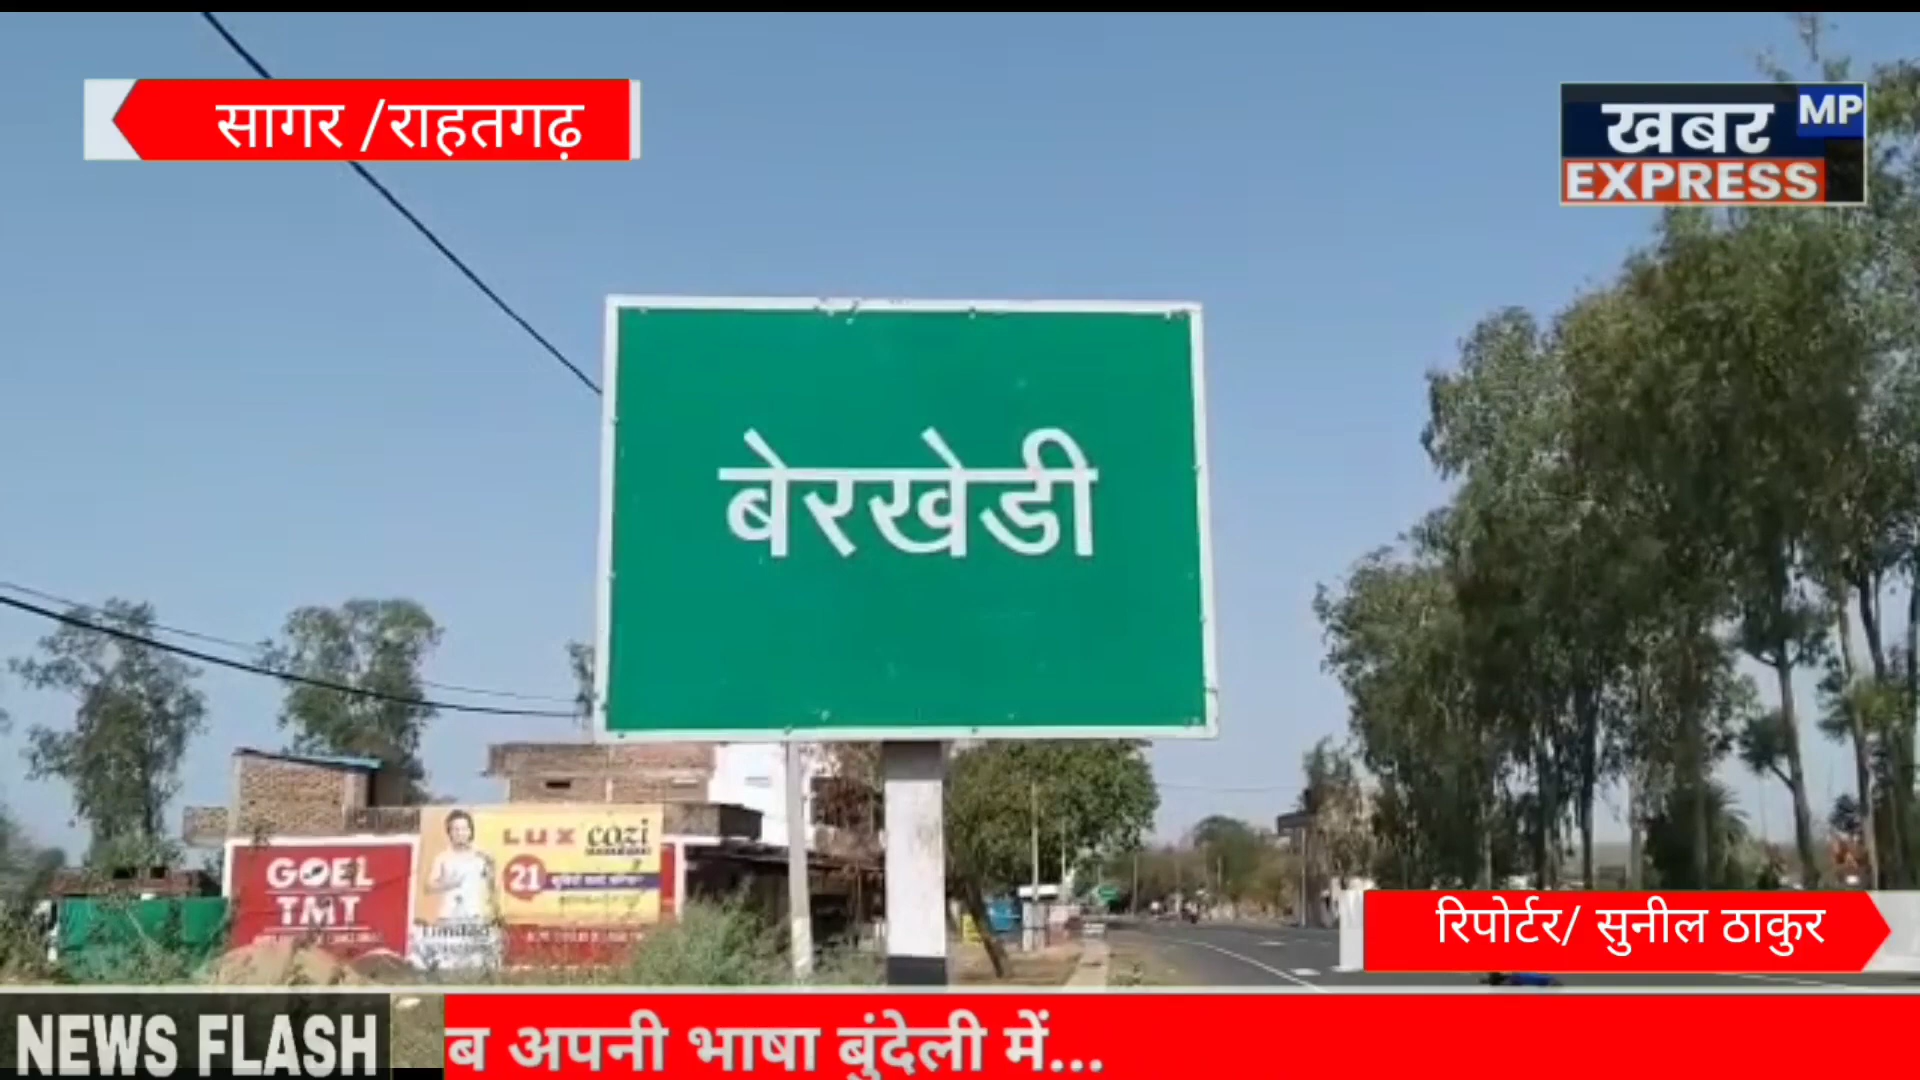 सागर /राहतगढ़
खबर MP
EXPRESS
बेरखेडी
GOEL
TMT
LUX cozi
21
रिपोर्टर/ सुनील ठाकुर
NEWS FLASH
ब अपनी भाषा बुंदेली में...